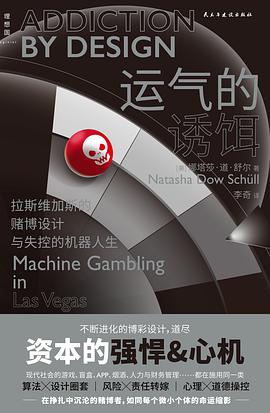 理想国
民主与建设出版社
ADDICTION
BY DESIGN
运气的
诱饵
[美] 娜塔莎·道·舒尔 著
Natasha Dow Schüll
李奇 译
拉斯维加斯的
赌博设计
与失控的机器人生
Machine Gambling
in
Las Vegas
不断进化的博彩设计,道尽
资本的强悍&心机
现代社会的游戏、盲盒、APP、烟酒、人力与财务管理……都在施用同一类
算法╳设计圈套 | 风险╳责任转嫁 | 心理╳道德操控
在挣扎中沉沦的赌博者,如同每个微小个体的命运缩影